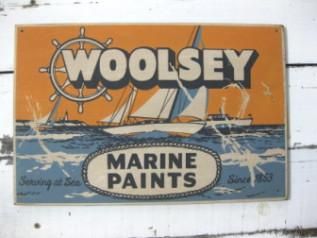 WOOLSEY
MARINE
PAINTS
Serving at Sea
Since 1853